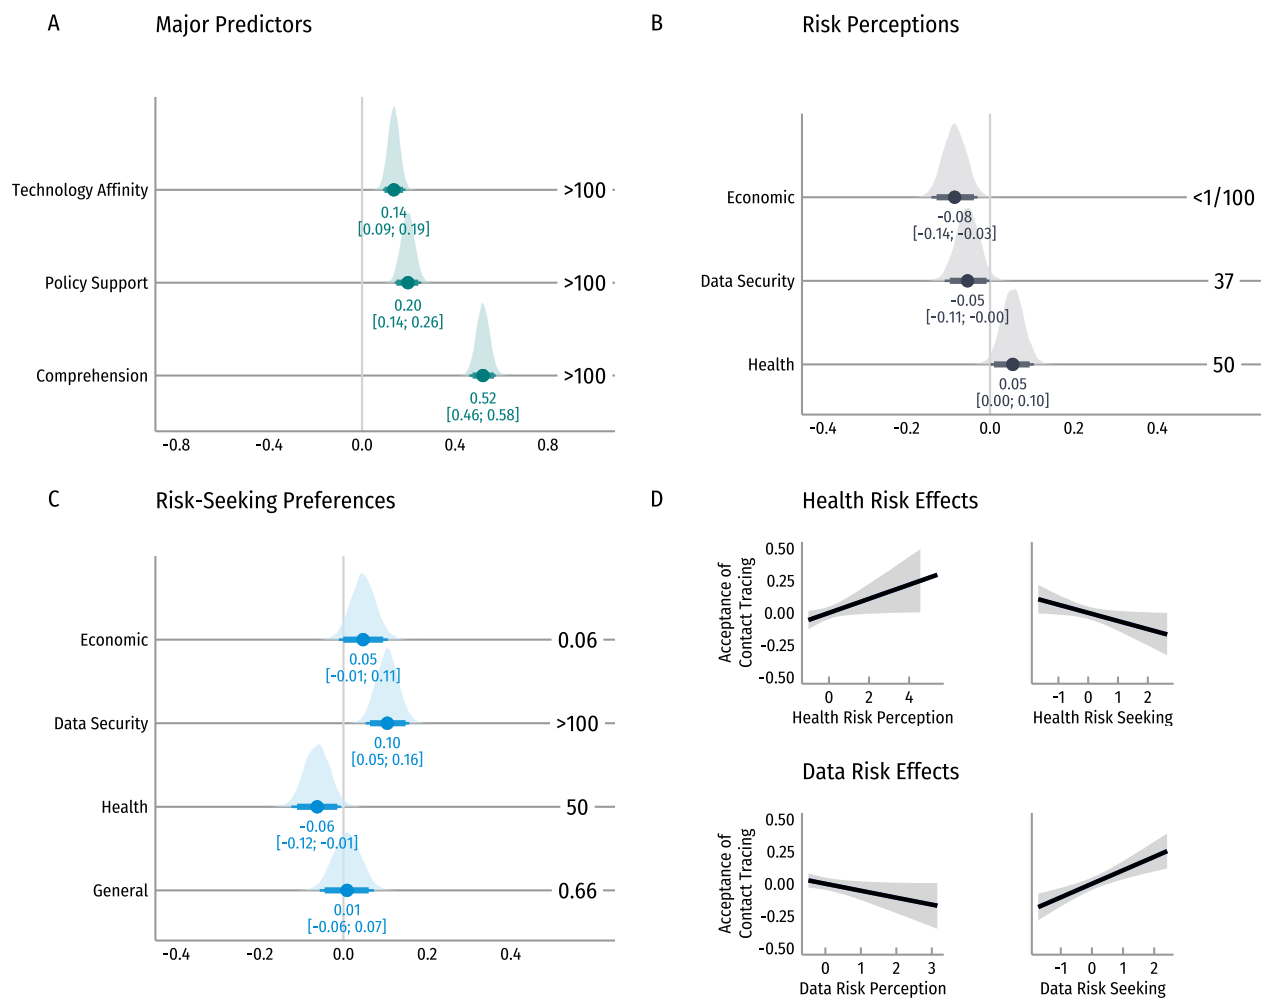 A Major Predictors
Technology Affinity >100
0.14
[0.09; 0.19]
Policy Support >100
0.20
[0.14; 0.26]
Comprehension >100
0.52
[0.46; 0.58]
-0.8 -0.4 0.0 0.4 0.8
B Risk Perceptions
Economic <1/100
-0.08
[-0.14; -0.03]
Data Security 37
-0.05
[-0.11; -0.00]
Health 50
0.05
[0.00; 0.10]
-0.4 -0.2 0.0 0.2 0.4
C Risk-Seeking Preferences
Economic 0.06
0.05
[-0.01; 0.11]
Data Security >100
0.10
[0.05; 0.16]
Health 50
-0.06
[-0.12; -0.01]
General 0.66
0.01
[-0.06; 0.07]
-0.4 -0.2 0.0 0.2 0.4
D Health Risk Effects
Acceptance of
Contact Tracing
0.50
0.25
0.00
-0.25
-0.50
0 2 4
Health Risk Perception
-1 0 1 2
Health Risk Seeking
Data Risk Effects
Acceptance of
Contact Tracing
0.50
0.25
0.00
-0.25
-0.50
0 1 2 3
Data Risk Perception
-1 0 1 2
Data Risk Seeking